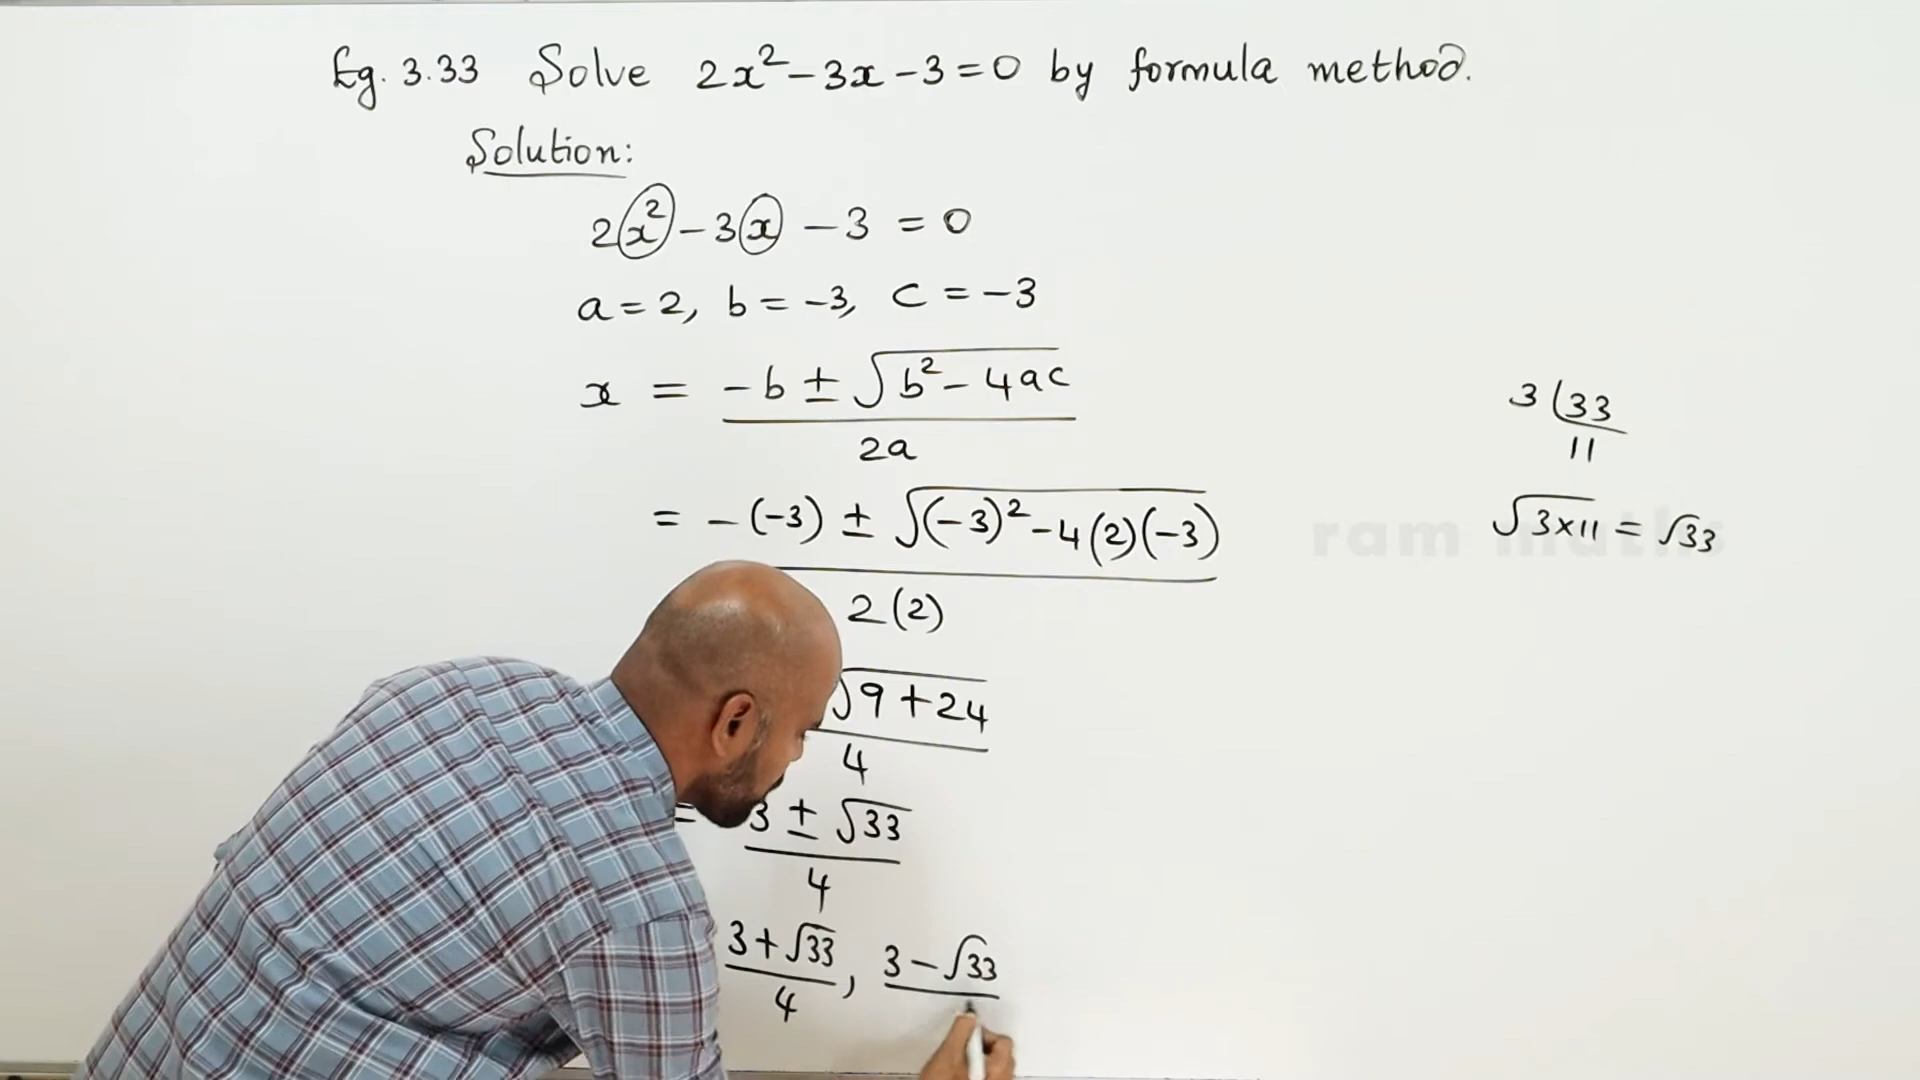 Eg. 3.33 Solve 2x² - 3x - 3 = 0 by formula method.
Solution:
2x² - 3x - 3 = 0
a = 2, b = -3, c = -3
x = -b ± √b² - 4ac
2a
= -(-3) ± √(-3)² - 4(2)(-3)
2(2)
√9 + 24
4
= 3 ± √33
4
3 + √33 , 3 - √33
4
3 (33
11
√3×11 = √33
ram maths